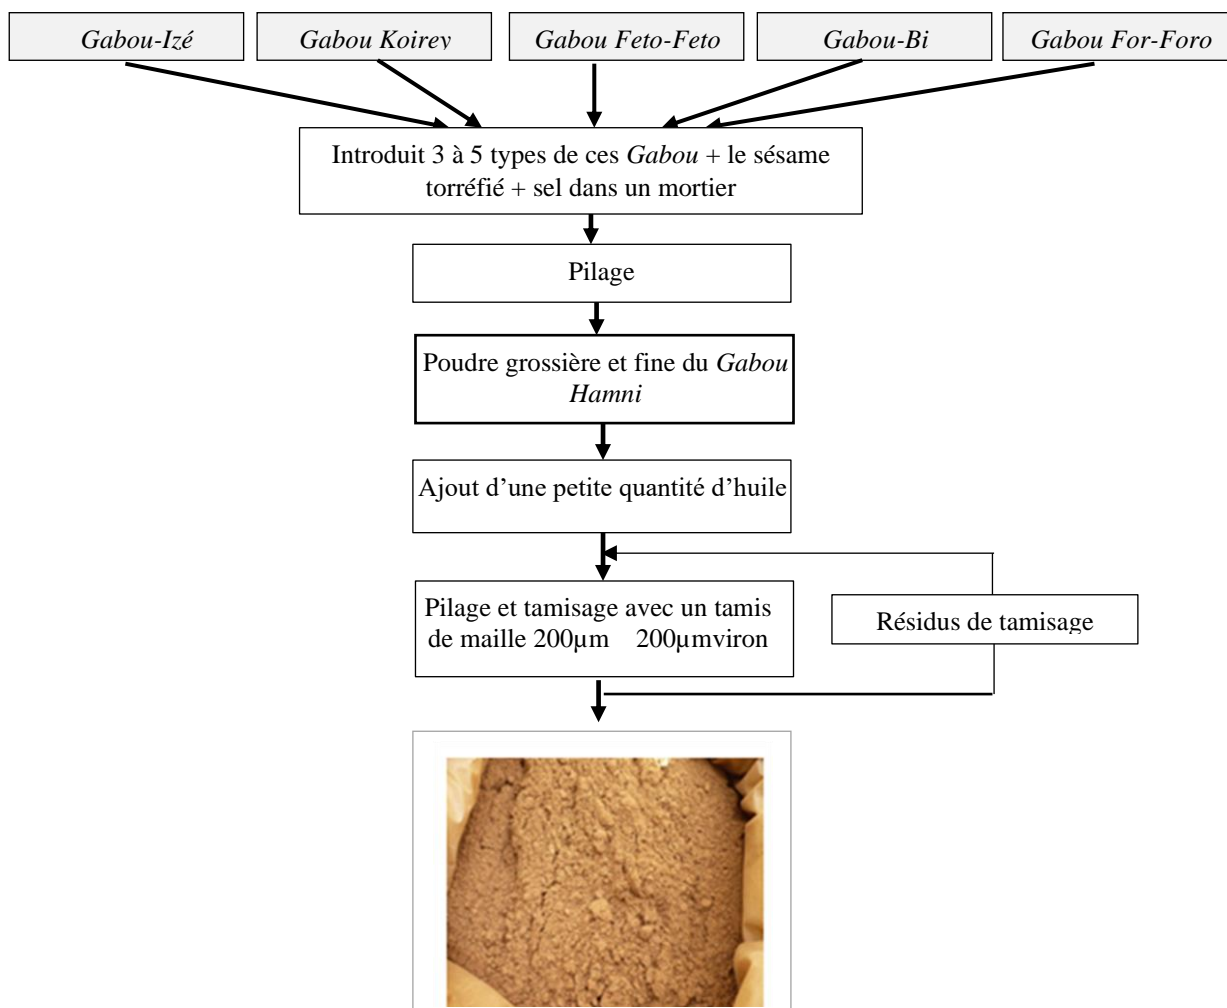 Gabou-Izé
Gabou Koirey
Gabou Feto-Feto
Gabou-Bi
Gabou For-Foro
Introduit 3 à 5 types de ces Gabou + le sésame
torréfié + sel dans un mortier
Pilage
Poudre grossière et fine du Gabou
Hamni
Ajout d’une petite quantité d’huile
Pilage et tamisage avec un tamis
de maille 200µm 200µmviron
Résidus de tamisage